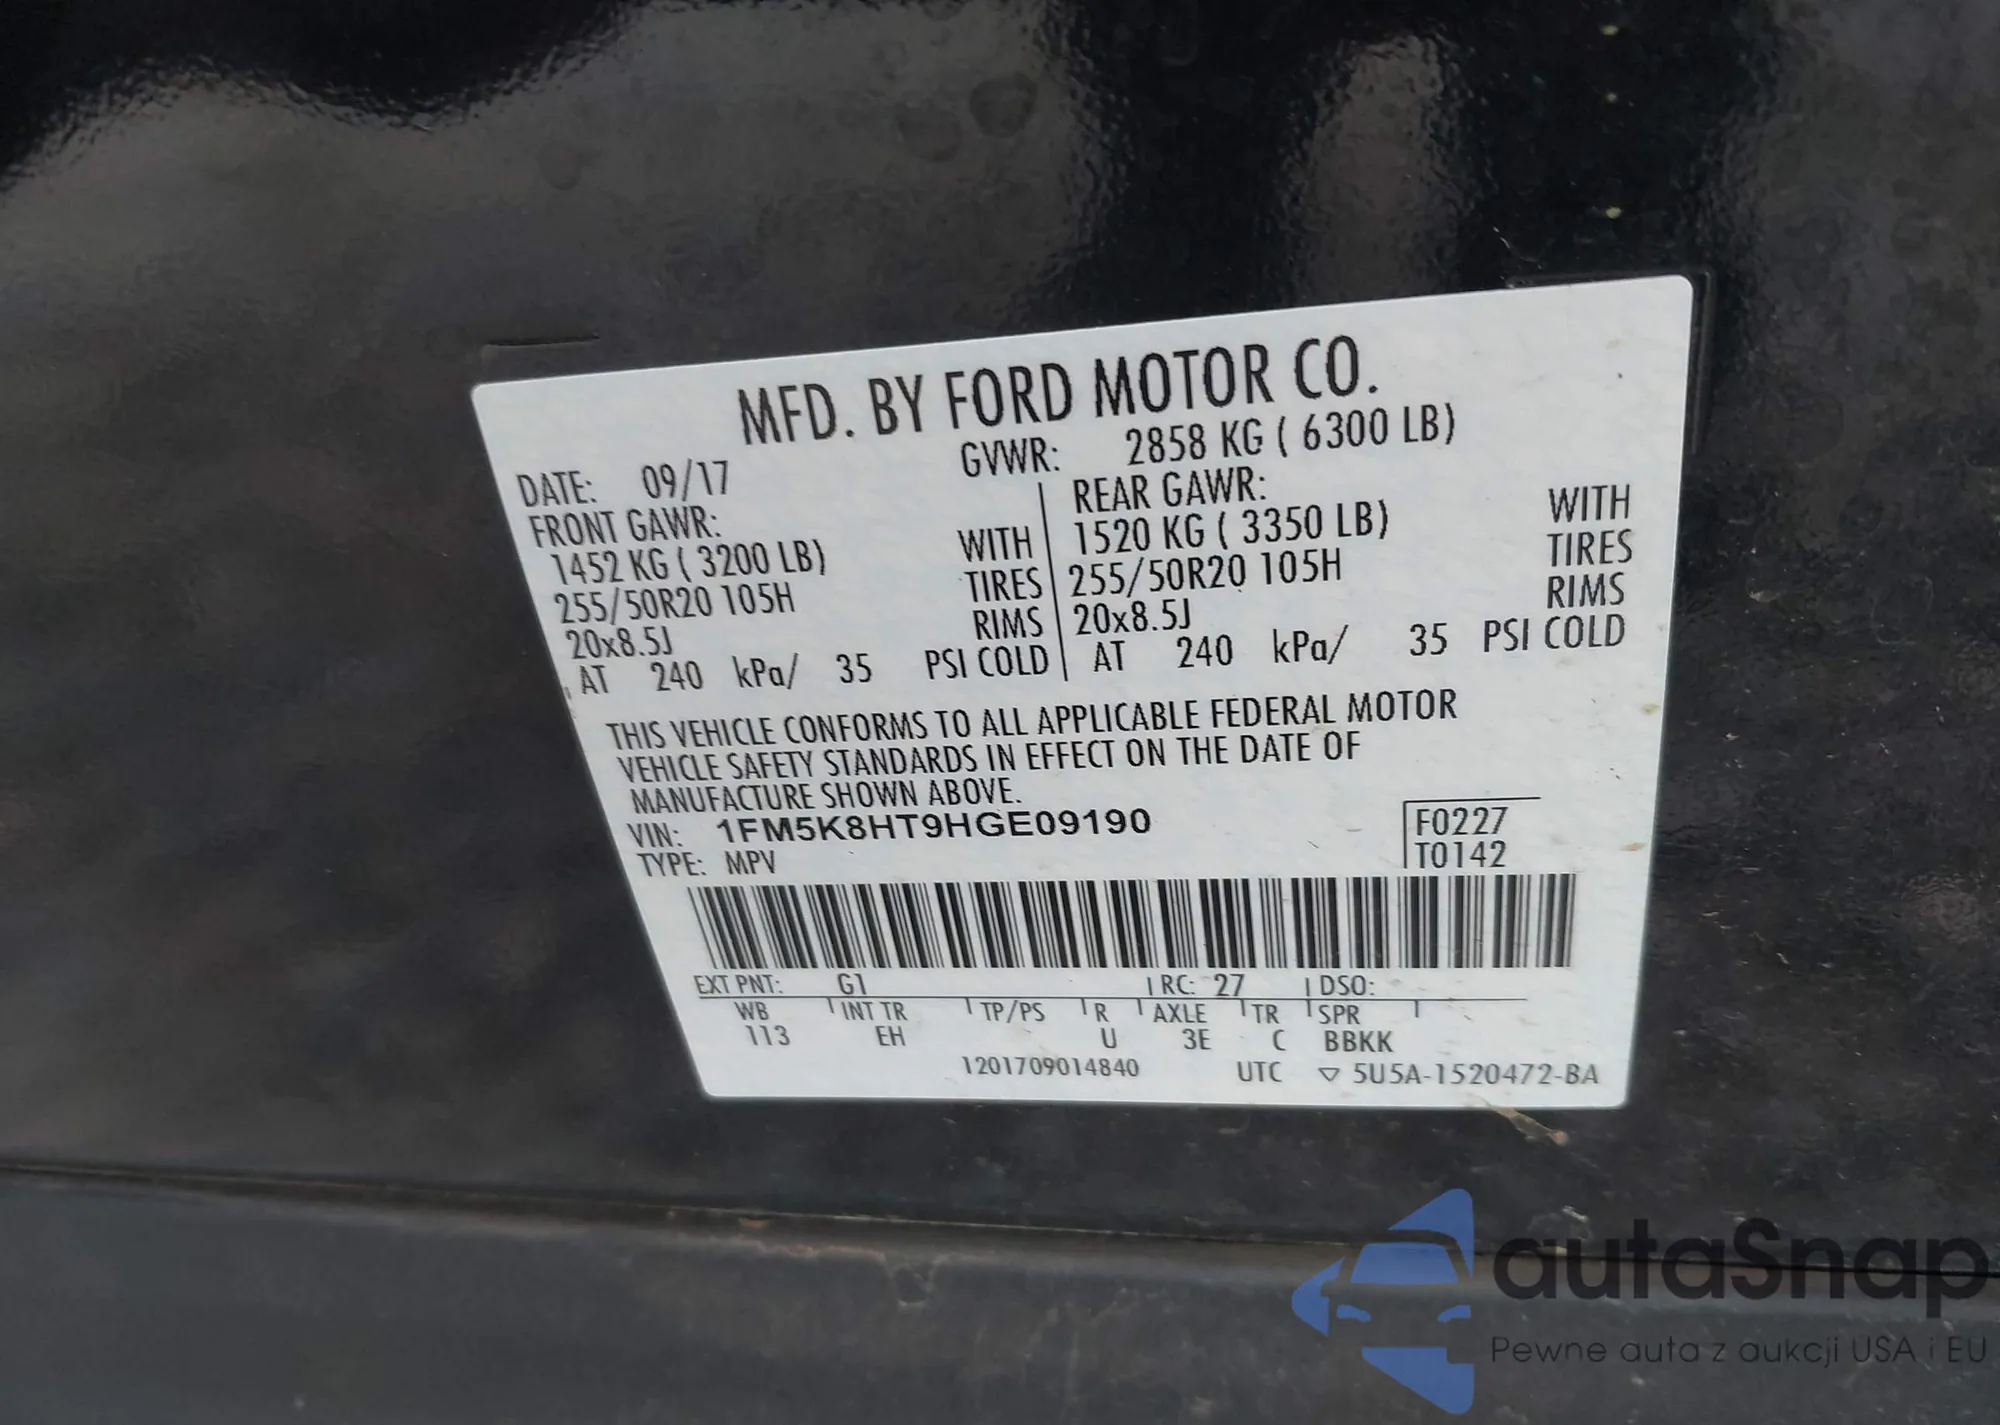 MFD. BY FORD MOTOR CO.
DATE: 09/17 GVWR: 2858 KG ( 6300 LB)
FRONT GAWR: REAR GAWR:
1452 KG ( 3200 LB) WITH 1520 KG ( 3350 LB) WITH
255/50R20 105H TIRES 255/50R20 105H TIRES
20x8.5J RIMS 20x8.5J RIMS
AT 240 kPa/ 35 PSI COLD AT 240 kPa/ 35 PSI COLD
THIS VEHICLE CONFORMS TO ALL APPLICABLE FEDERAL MOTOR
VEHICLE SAFETY STANDARDS IN EFFECT ON THE DATE OF
MANUFACTURE SHOWN ABOVE.
VIN: 1FM5K8HT9HGE09190 F0227
TYPE: MPV T0142
EXT PNT: G1 RC: 27 DSO:
WB INT TR TP/PS R AXLE TR SPR
113 EH U 3E C BBKK
1201709014840 UTC ▽ 5U5A-1520472-BA
autaSnap
Pewne auta z aukcji USA i EU